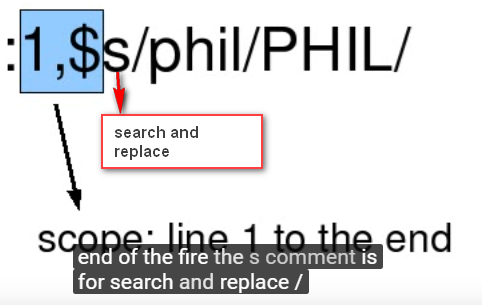 :1,$s/phil/PHIL/
search and
replace
scope: line 1 to the end
end of the fire the s comment is
for search and replace /